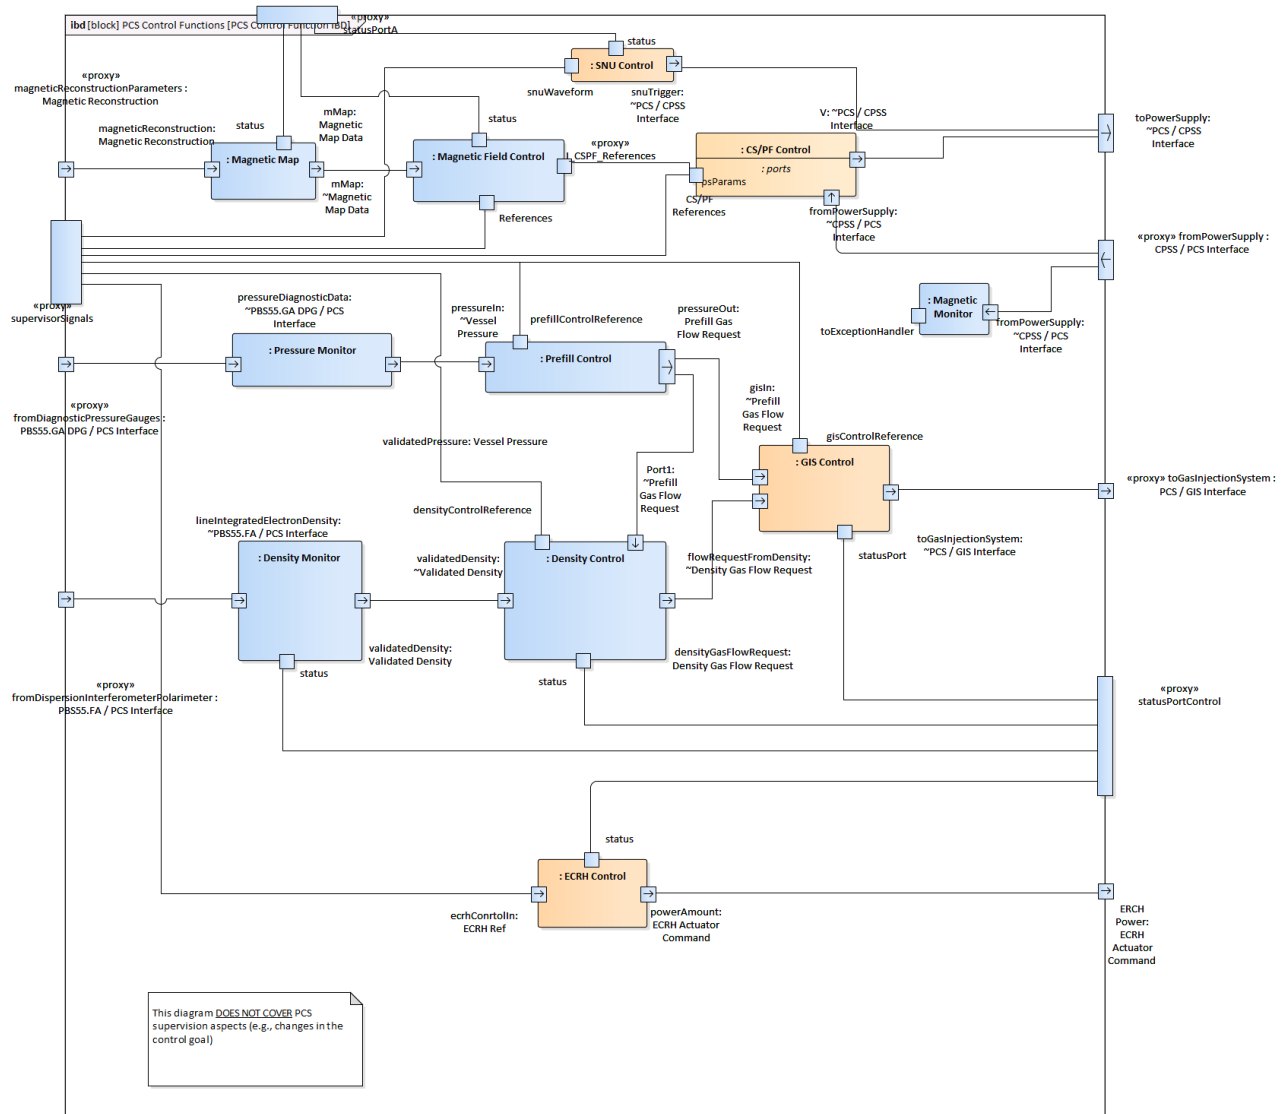 ibd [block] PCS Control Functions [PCS Control Function IBD]
«proxy»
statusPortA
status
: SNU Control
snuWaveform
snuTrigger:
~PCS / CPSS
Interface
«proxy»
magneticReconstructionParameters :
Magnetic Reconstruction
magneticReconstruction:
Magnetic Reconstruction
status
mMap:
Magnetic
Map Data
: Magnetic Map
mMap:
~Magnetic
Map Data
status
: Magnetic Field Control
References
«proxy»
I_CSPF_References
V: ~PCS / CPSS
Interface
: CS/PF Control
: ports
psParams
CS/PF
References
fromPowerSupply:
~CPSS / PCS
Interface
toPowerSupply:
~PCS / CPSS
Interface
«proxy» fromPowerSupply :
CPSS / PCS Interface
: Magnetic
Monitor
toExceptionHandler
fromPowerSupply:
~CPSS / PCS
Interface
«proxy»
supervisorSignals
pressureDiagnosticData:
~PBS55.GA DPG / PCS
Interface
: Pressure Monitor
pressureIn:
~Vessel
Pressure
prefillControlReference
: Prefill Control
pressureOut:
Prefill Gas
Flow Request
«proxy»
fromDiagnosticPressureGauges :
PBS55.GA DPG / PCS Interface
validatedPressure: Vessel Pressure
gisIn:
~Prefill
Gas Flow
Request
gisControlReference
: GIS Control
Port1:
~Prefill
Gas Flow
Request
«proxy» toGasInjectionSystem :
PCS / GIS Interface
toGasInjectionSystem:
~PCS / GIS Interface
statusPort
densityControlReference
lineIntegratedElectronDensity:
~PBS55.FA / PCS Interface
: Density Monitor
validatedDensity:
~Validated Density
: Density Control
flowRequestFromDensity:
~Density Gas Flow Request
validatedDensity:
Validated Density
status
densityGasFlowRequest:
Density Gas Flow Request
status
«proxy»
fromDispersionInterferometerPolarimeter :
PBS55.FA / PCS Interface
«proxy»
statusPortControl
status
: ECRH Control
ecrhConrtolIn:
ECRH Ref
powerAmount:
ECRH Actuator
Command
ERCH
Power:
ECRH
Actuator
Command
This diagram DOES NOT COVER PCS
supervision aspects (e.g., changes in the
control goal)